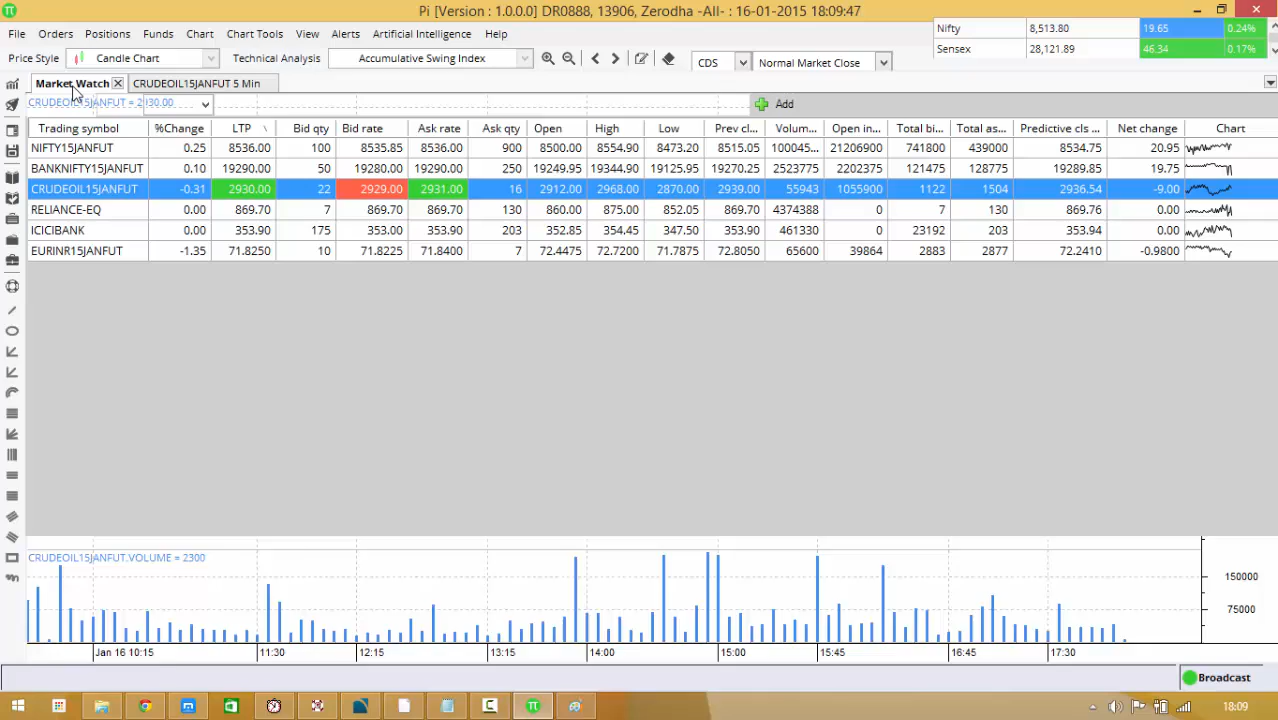 Pi [Version : 1.0.0.0] DR0888, 13906, Zerodha -All- : 16-01-2015 18:09:47
File Orders Positions Funds Chart Chart Tools View Alerts Artificial Intelligence Help
Nifty 8,513.80 19.65 0.24%
Sensex 28,121.89 46.34 0.17%
Price Style Candle Chart Technical Analysis Accumulative Swing Index CDS Normal Market Close
Market Watch CRUDEOIL15JANFUT 5 Min
CRUDEOIL15JANFUT = 2930.00 Add
Trading symbol %Change LTP Bid qty Bid rate Ask rate Ask qty Open High Low Prev cl... Volum... Open in... Total bi... Total as... Predictive cls ... Net change Chart
NIFTY15JANFUT 0.25 8536.00 100 8535.85 8536.00 900 8500.00 8554.90 8473.20 8515.05 100045... 21206900 741800 439000 8534.75 20.95
BANKNIFTY15JANFUT 0.10 19290.00 50 19280.00 19290.00 250 19249.95 19344.90 19125.95 19270.25 2523775 2202375 121475 128775 19289.85 19.75
CRUDEOIL15JANFUT -0.31 2930.00 22 2929.00 2931.00 16 2912.00 2968.00 2870.00 2939.00 55943 1055900 1122 1504 2936.54 -9.00
RELIANCE-EQ 0.00 869.70 7 869.70 869.70 130 860.00 875.00 852.05 869.70 4374388 0 7 130 869.76 0.00
ICICIBANK 0.00 353.90 175 353.00 353.90 203 352.85 354.45 347.50 353.90 461330 0 23192 203 353.94 0.00
EURINR15JANFUT -1.35 71.8250 10 71.8225 71.8400 7 72.4475 72.7200 71.7875 72.8050 65600 39864 2883 2877 72.2410 -0.9800
CRUDEOIL15JANFUT.VOLUME = 2300
150000
75000
Jan 16 10:15 11:30 12:15 13:15 14:00 15:00 15:45 16:45 17:30
Broadcast
18:09